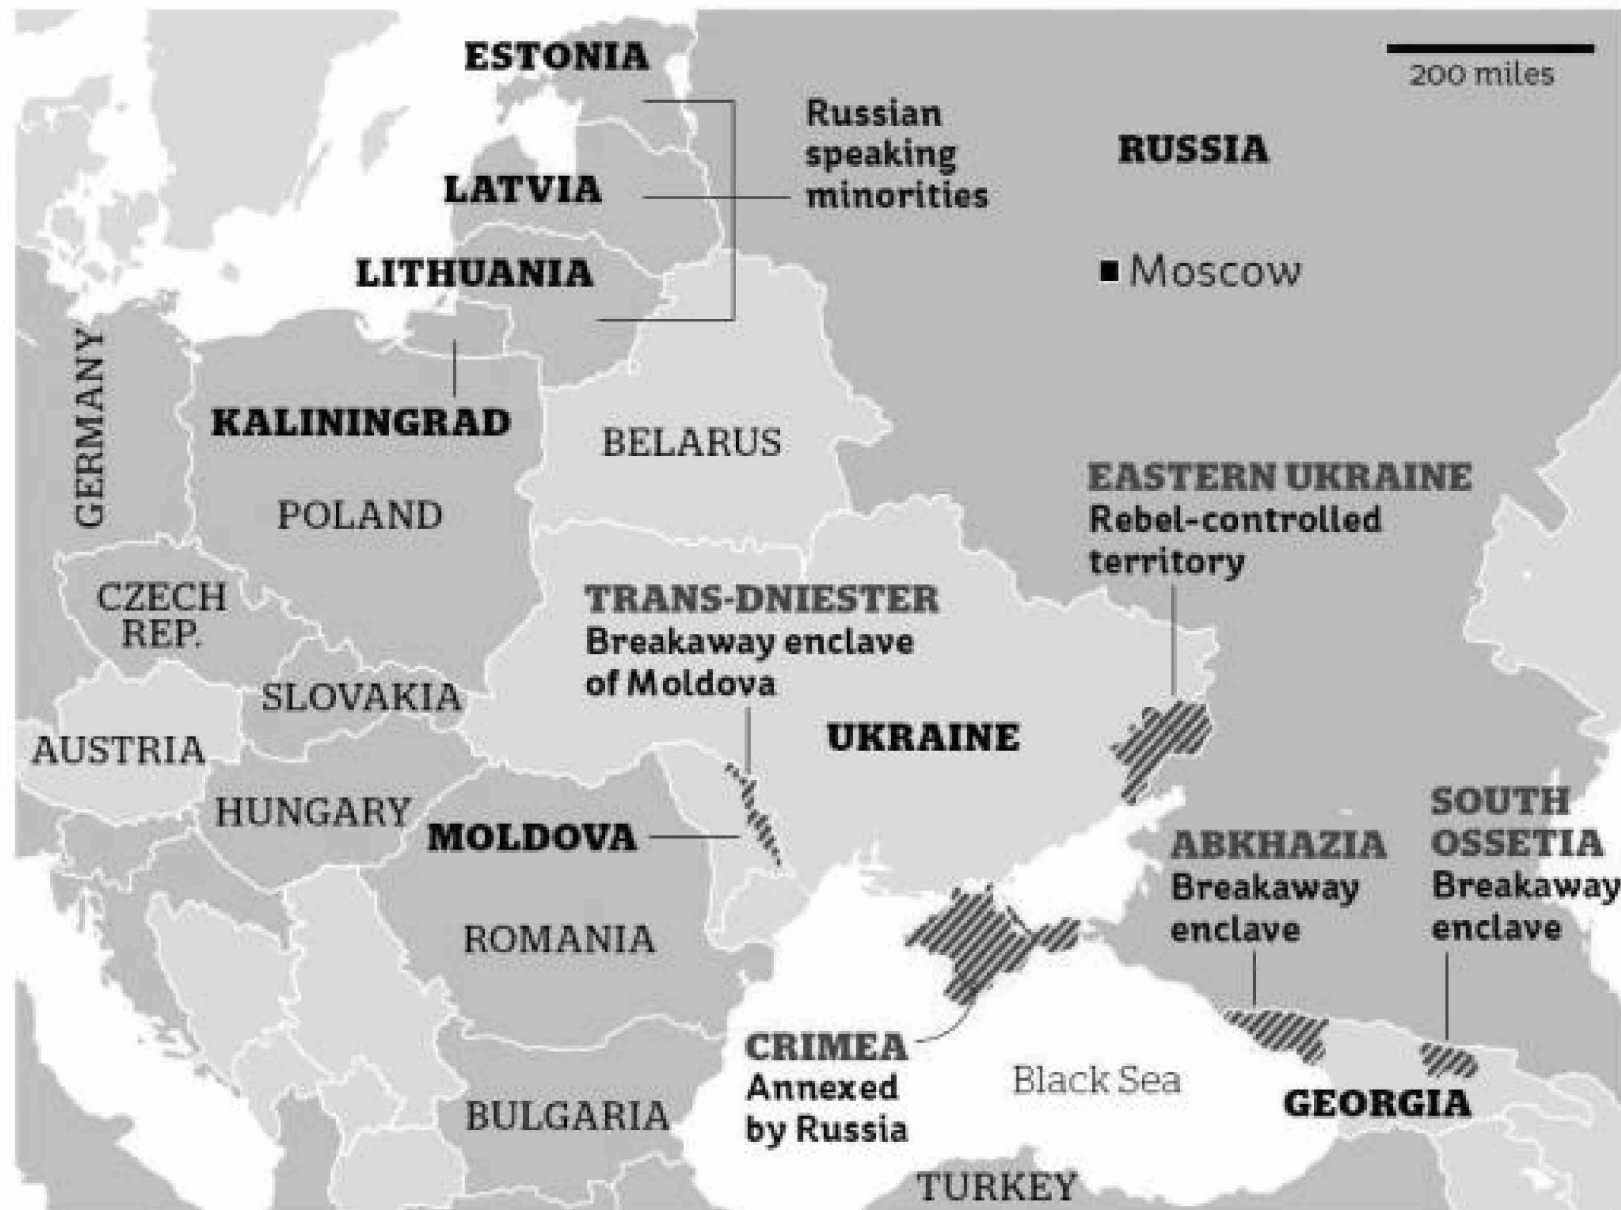 ESTONIA
200 miles
Russian
speaking
minorities
RUSSIA
LATVIA
LITHUANIA
Moscow
GERMANY
KALININGRAD
BELARUS
POLAND
EASTERN UKRAINE
Rebel-controlled
territory
CZECH
REP.
TRANS-DNIESTER
Breakaway enclave
of Moldova
SLOVAKIA
AUSTRIA
UKRAINE
HUNGARY
MOLDOVA
SOUTH
OSSETIA
Breakaway
enclave
ABKHAZIA
Breakaway
enclave
ROMANIA
CRIMEA
Annexed
by Russia
Black Sea
GEORGIA
BULGARIA
TURKEY